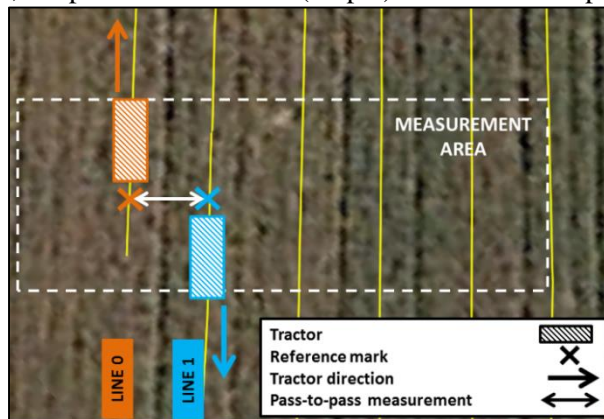 MEASUREMENT
AREA
LINE 0
LINE 1
Tractor
Reference mark
Tractor direction
Pass-to-pass measurement